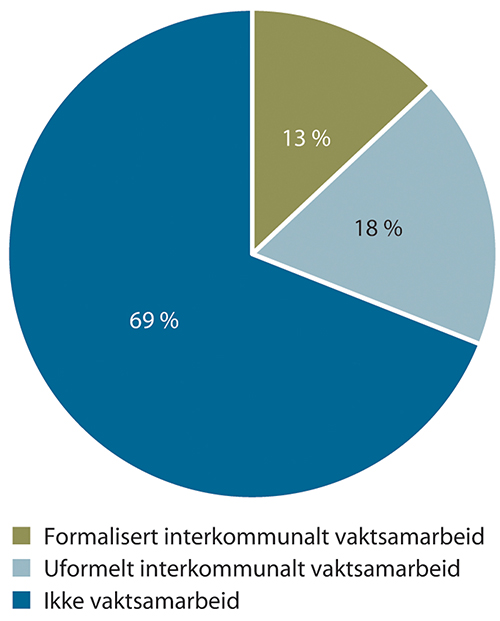 13 %
18 %
69 %
Formalisert interkommunalt vaktsamarbeid
Uformelt interkommunalt vaktsamarbeid
Ikke vaktsamarbeid